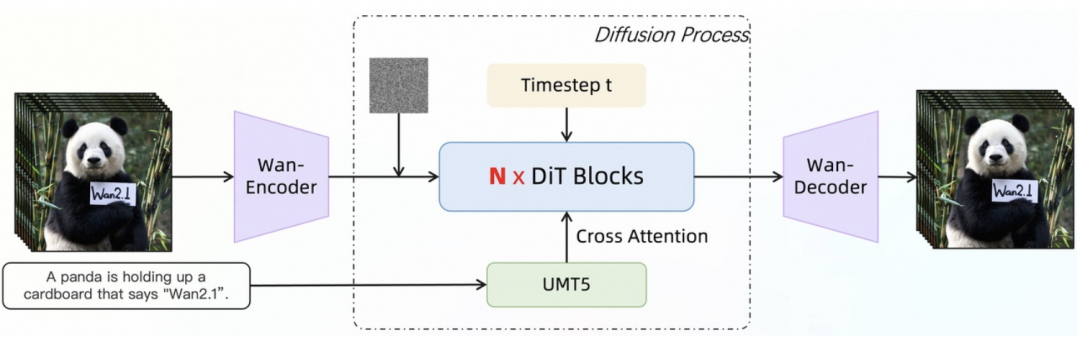 Diffusion Process
Timestep t
Wan-
Encoder
N x DiT Blocks
Wan-
Decoder
Wan2.1
Wan2.1
Cross Attention
A panda is holding up a
cardboard that says "Wan2.1”.
UMT5